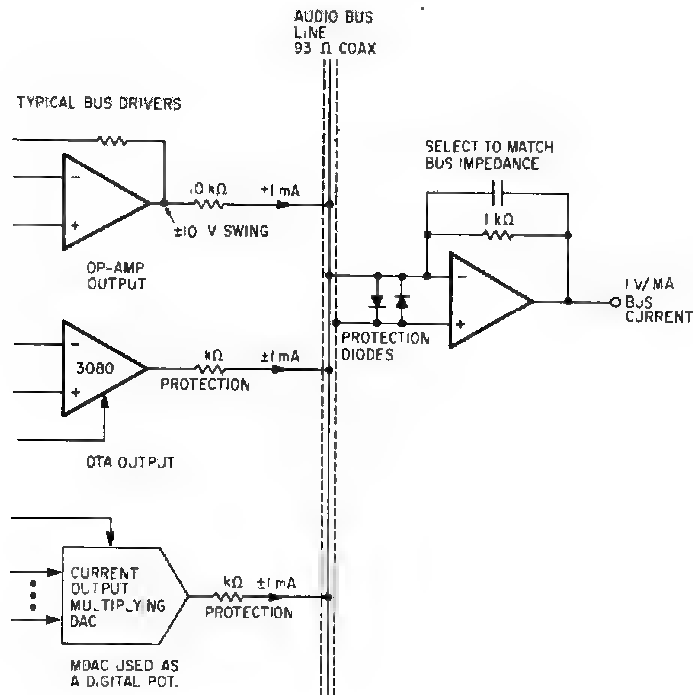 AUDIO BUS
LINE
93 Ω COAX
TYPICAL BUS DRIVERS
SELECT TO MATCH
BUS IMPEDANCE
10 kΩ
+1 mA
1 kΩ
−
+
±10 V SWING
OP-AMP
OUTPUT
−
+
1 V/MA
BUS
CURRENT
PROTECTION
DIODES
−
3080
+
kΩ
±1 mA
PROTECTION
OTA OUTPUT
CURRENT
OUTPUT
MULTIPLYING
DAC
kΩ
±1 mA
PROTECTION
MDAC USED AS
A DIGITAL POT.